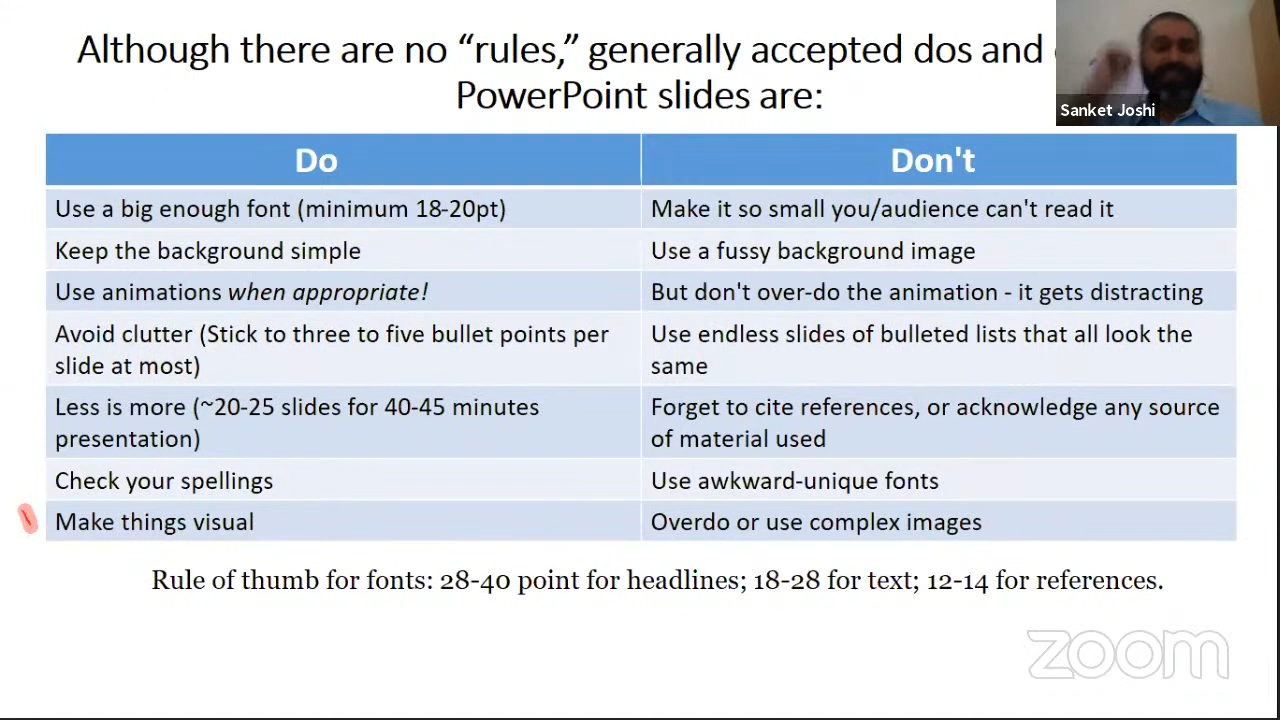 Although there are no “rules,” generally accepted dos and
PowerPoint slides are:
Sanket Joshi
Do
Don't
Use a big enough font (minimum 18-20pt)
Make it so small you/audience can't read it
Keep the background simple
Use a fussy background image
Use animations when appropriate!
But don't over-do the animation - it gets distracting
Avoid clutter (Stick to three to five bullet points per
slide at most)
Use endless slides of bulleted lists that all look the
same
Less is more (~20-25 slides for 40-45 minutes
presentation)
Forget to cite references, or acknowledge any source
of material used
Check your spellings
Use awkward-unique fonts
Make things visual
Overdo or use complex images
Rule of thumb for fonts: 28-40 point for headlines; 18-28 for text; 12-14 for references.
zoom